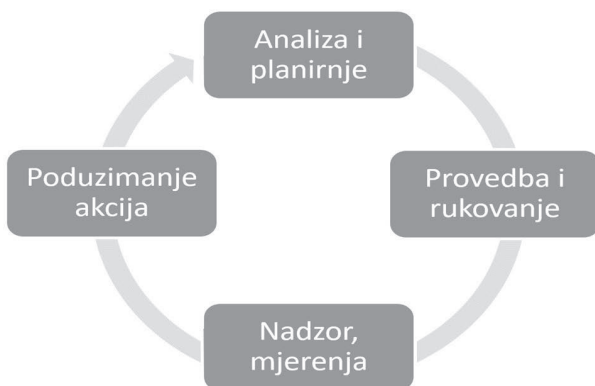 Analiza i
planirnje
Provedba i
rukovanje
Nadzor,
mjerenja
Poduzimanje
akcija